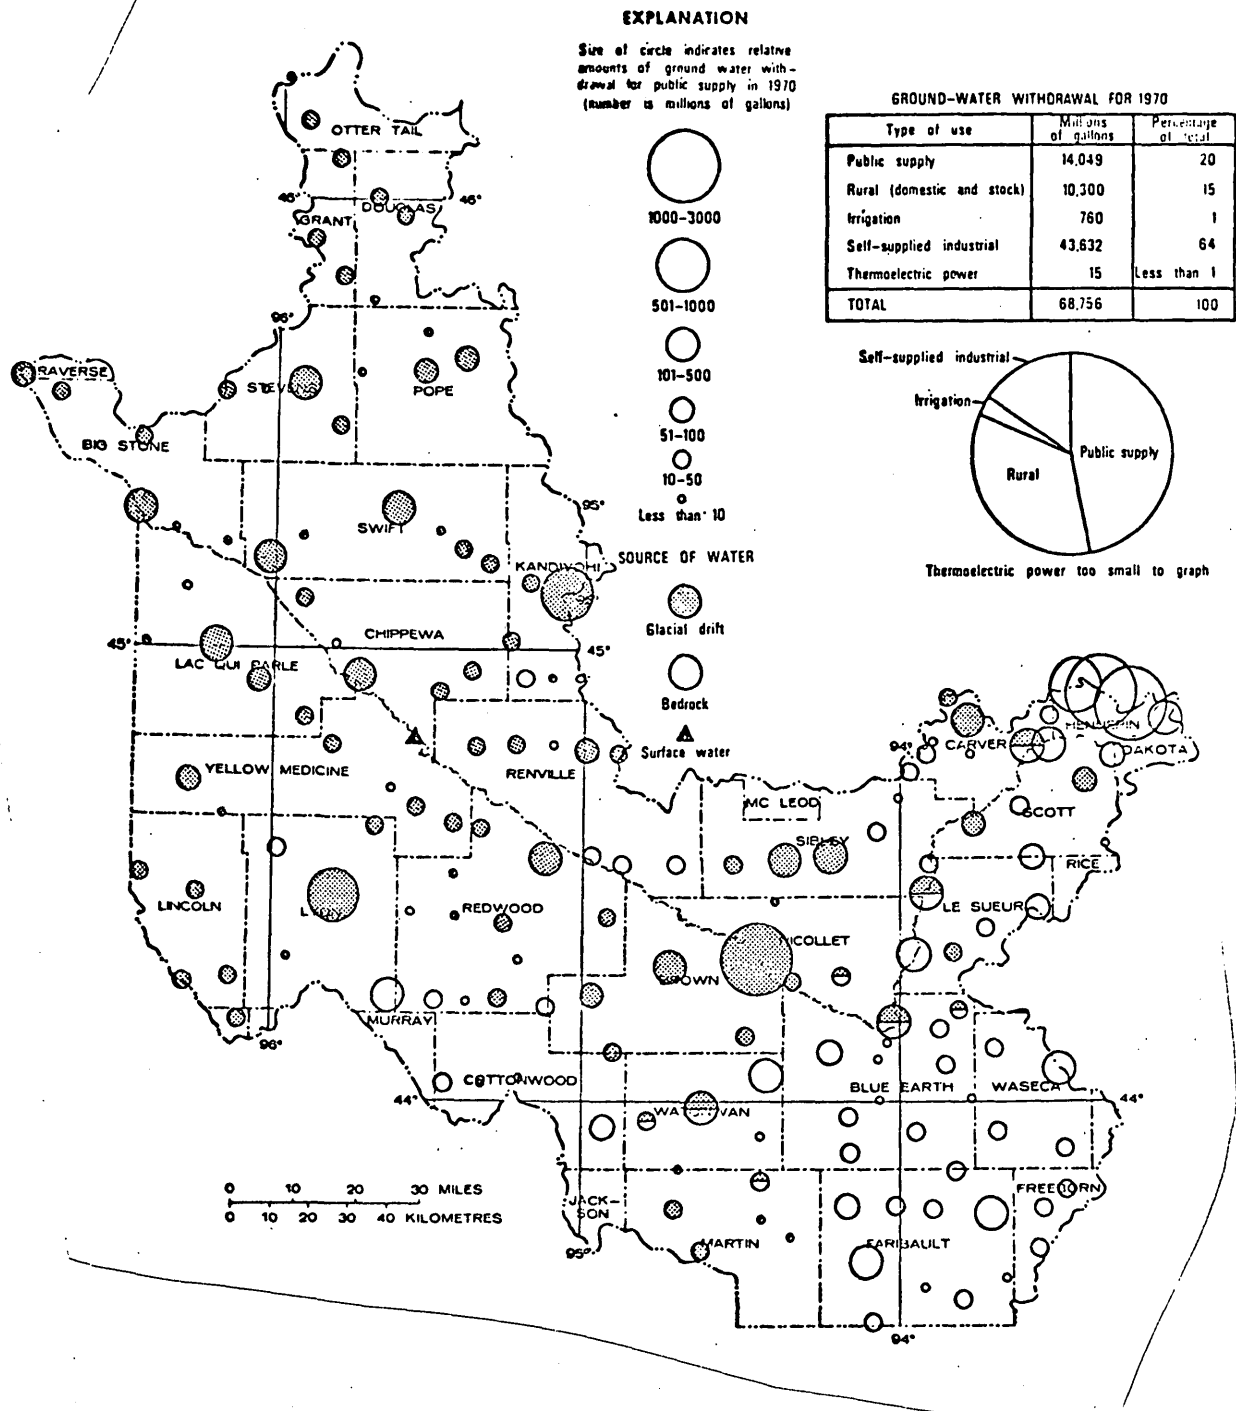 EXPLANATION
Size of circle indicates relative
amounts of ground water with-
drawal for public supply in 1970
(number is millions of gallons)
1000-3000
501-1000
101-500
51-100
10-50
Less than 10
SOURCE OF WATER
Glacial drift
Bedrock
Surface water
GROUND-WATER WITHDRAWAL FOR 1970
Type of use Millions of gallons Percentage of total
Public supply 14,049 20
Rural (domestic and stock) 10,300 15
Irrigation 760 1
Self-supplied industrial 43,632 64
Thermoelectric power 15 Less than 1
TOTAL 68,756 100
Self-supplied industrial
Irrigation
Public supply
Rural
Thermoelectric power too small to graph
OTTER TAIL
46° 46°
DOUGLAS
GRANT
96°
RAVERSE
STEVENS
POPE
BIG STONE
95°
SWIFT
KANDIYOHI
45° CHIPPEWA 45°
LAC QUI PARLE
HENNEPIN
94° CARVER
DAKOTA
YELLOW MEDICINE
RENVILLE
MC LEOD
SCOTT
SIBLEY
RICE
LINCOLN
LYON
REDWOOD
LE SUEUR
NICOLLET
BROWN
MURRAY
96°
COTTONWOOD
BLUE EARTH
WASECA
44° 44°
WATONWAN
FREEBORN
JACK-
SON
MARTIN
FARIBAULT
95°
94°
0 10 20 30 MILES
0 10 20 30 40 KILOMETRES